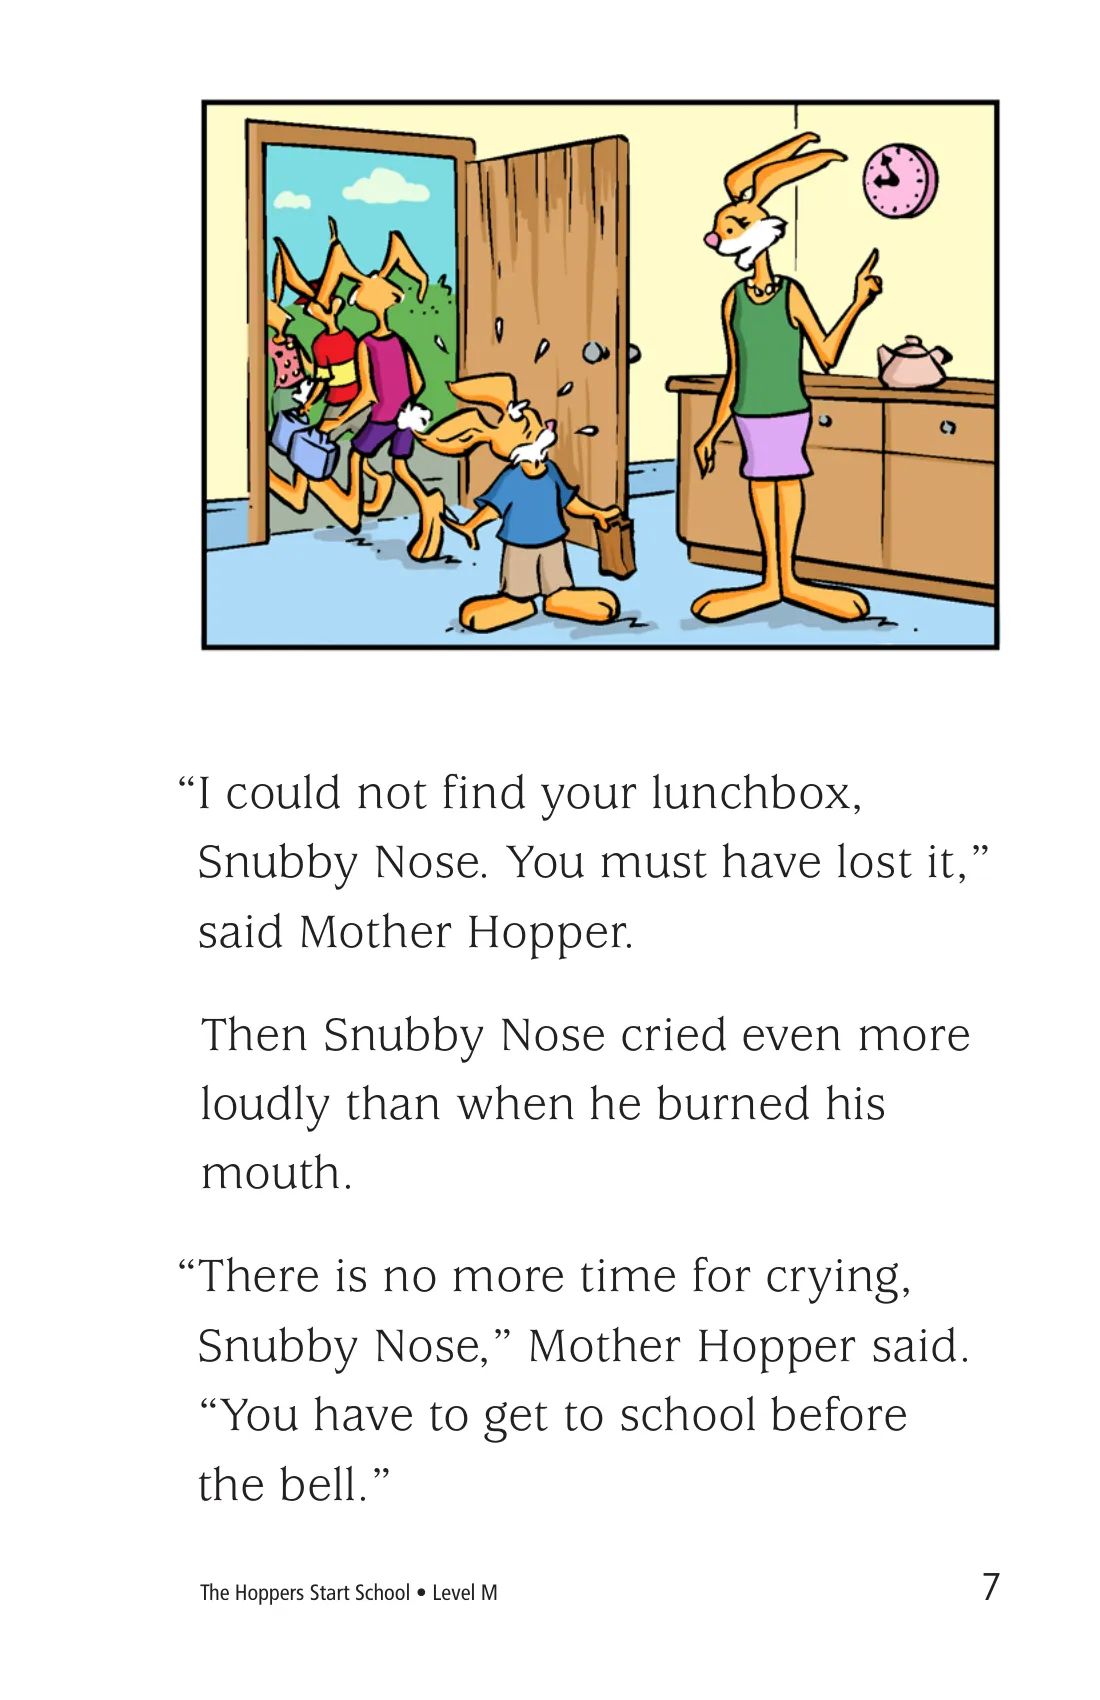 “I could not find your lunchbox,
Snubby Nose. You must have lost it,”
said Mother Hopper.
Then Snubby Nose cried even more
loudly than when he burned his
mouth.
“There is no more time for crying,
Snubby Nose,” Mother Hopper said.
“You have to get to school before
the bell.”
The Hoppers Start School • Level M
7